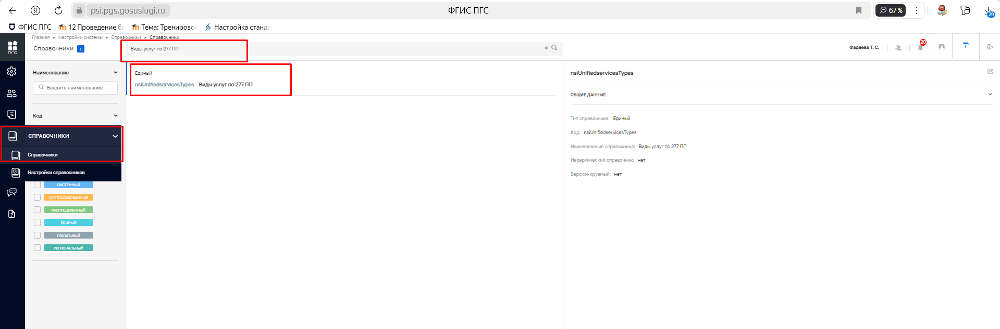 psi.pgs.gosuslugi.ru
ФГИС ПГС
67 %
29
ФГИС ПГС
12 Проведение би
Тема: Тренирово
Настройка станда
Главная ▸ Настройки системы ▸ Справочники ▸ Справочники
Справочники 1
Виды услуг по 277 ПП
Фадеева Т. С.
20
пгс
Наименование
Введите наименование
Код
СПРАВОЧНИКИ
Справочники
Настройки справочников
СИСТЕМНЫЙ
ЦЕНТРАЛИЗОВАННЫЙ
РАСПРЕДЕЛЕННЫЙ
ЕДИНЫЙ
ЛОКАЛЬНЫЙ
РЕГИОНАЛЬНЫЙ
Единый
nsiUnifiedservicesTypes Виды услуг по 277 ПП
nsiUnifiedservicesTypes
ОБЩИЕ ДАННЫЕ
Тип справочника: Единый
Код: nsiUnifiedservicesTypes
Наименование справочника: Виды услуг по 277 ПП
Иерархический справочник: нет
Версионируемый: нет